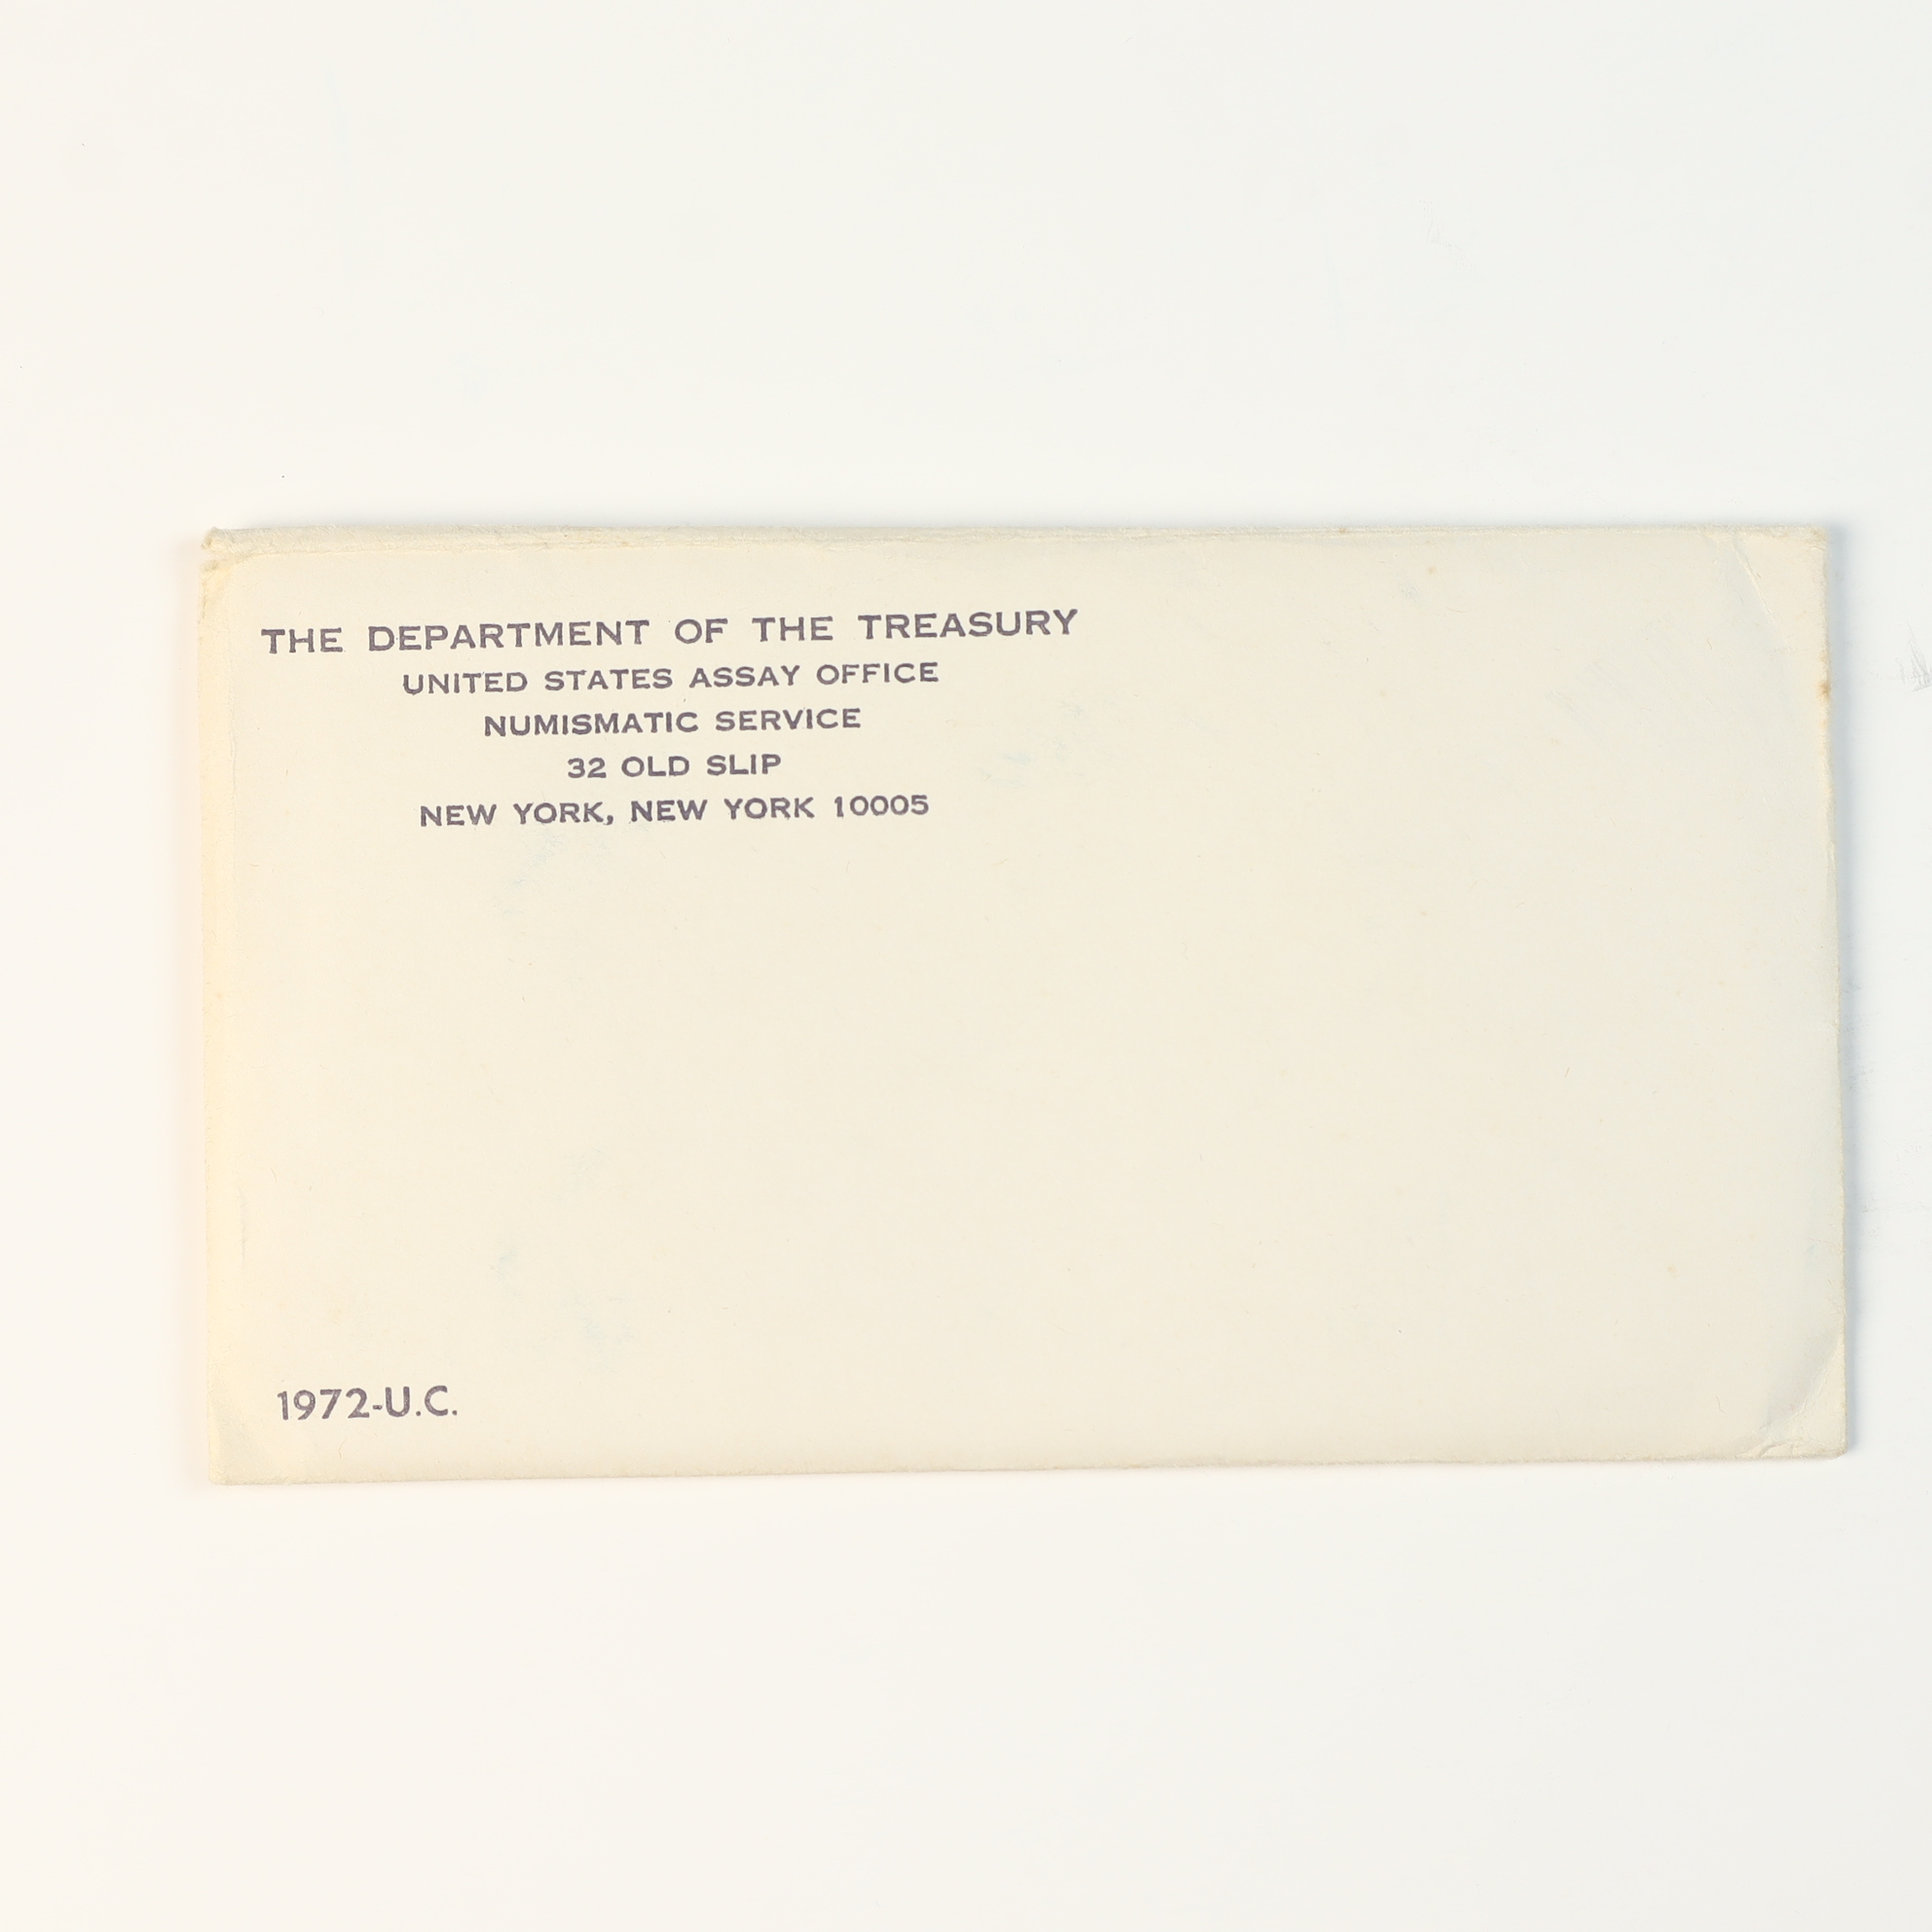 THE DEPARTMENT OF THE TREASURY
UNITED STATES ASSAY OFFICE
NUMISMATIC SERVICE
32 OLD SLIP
NEW YORK, NEW YORK 10005
1972-U.C.